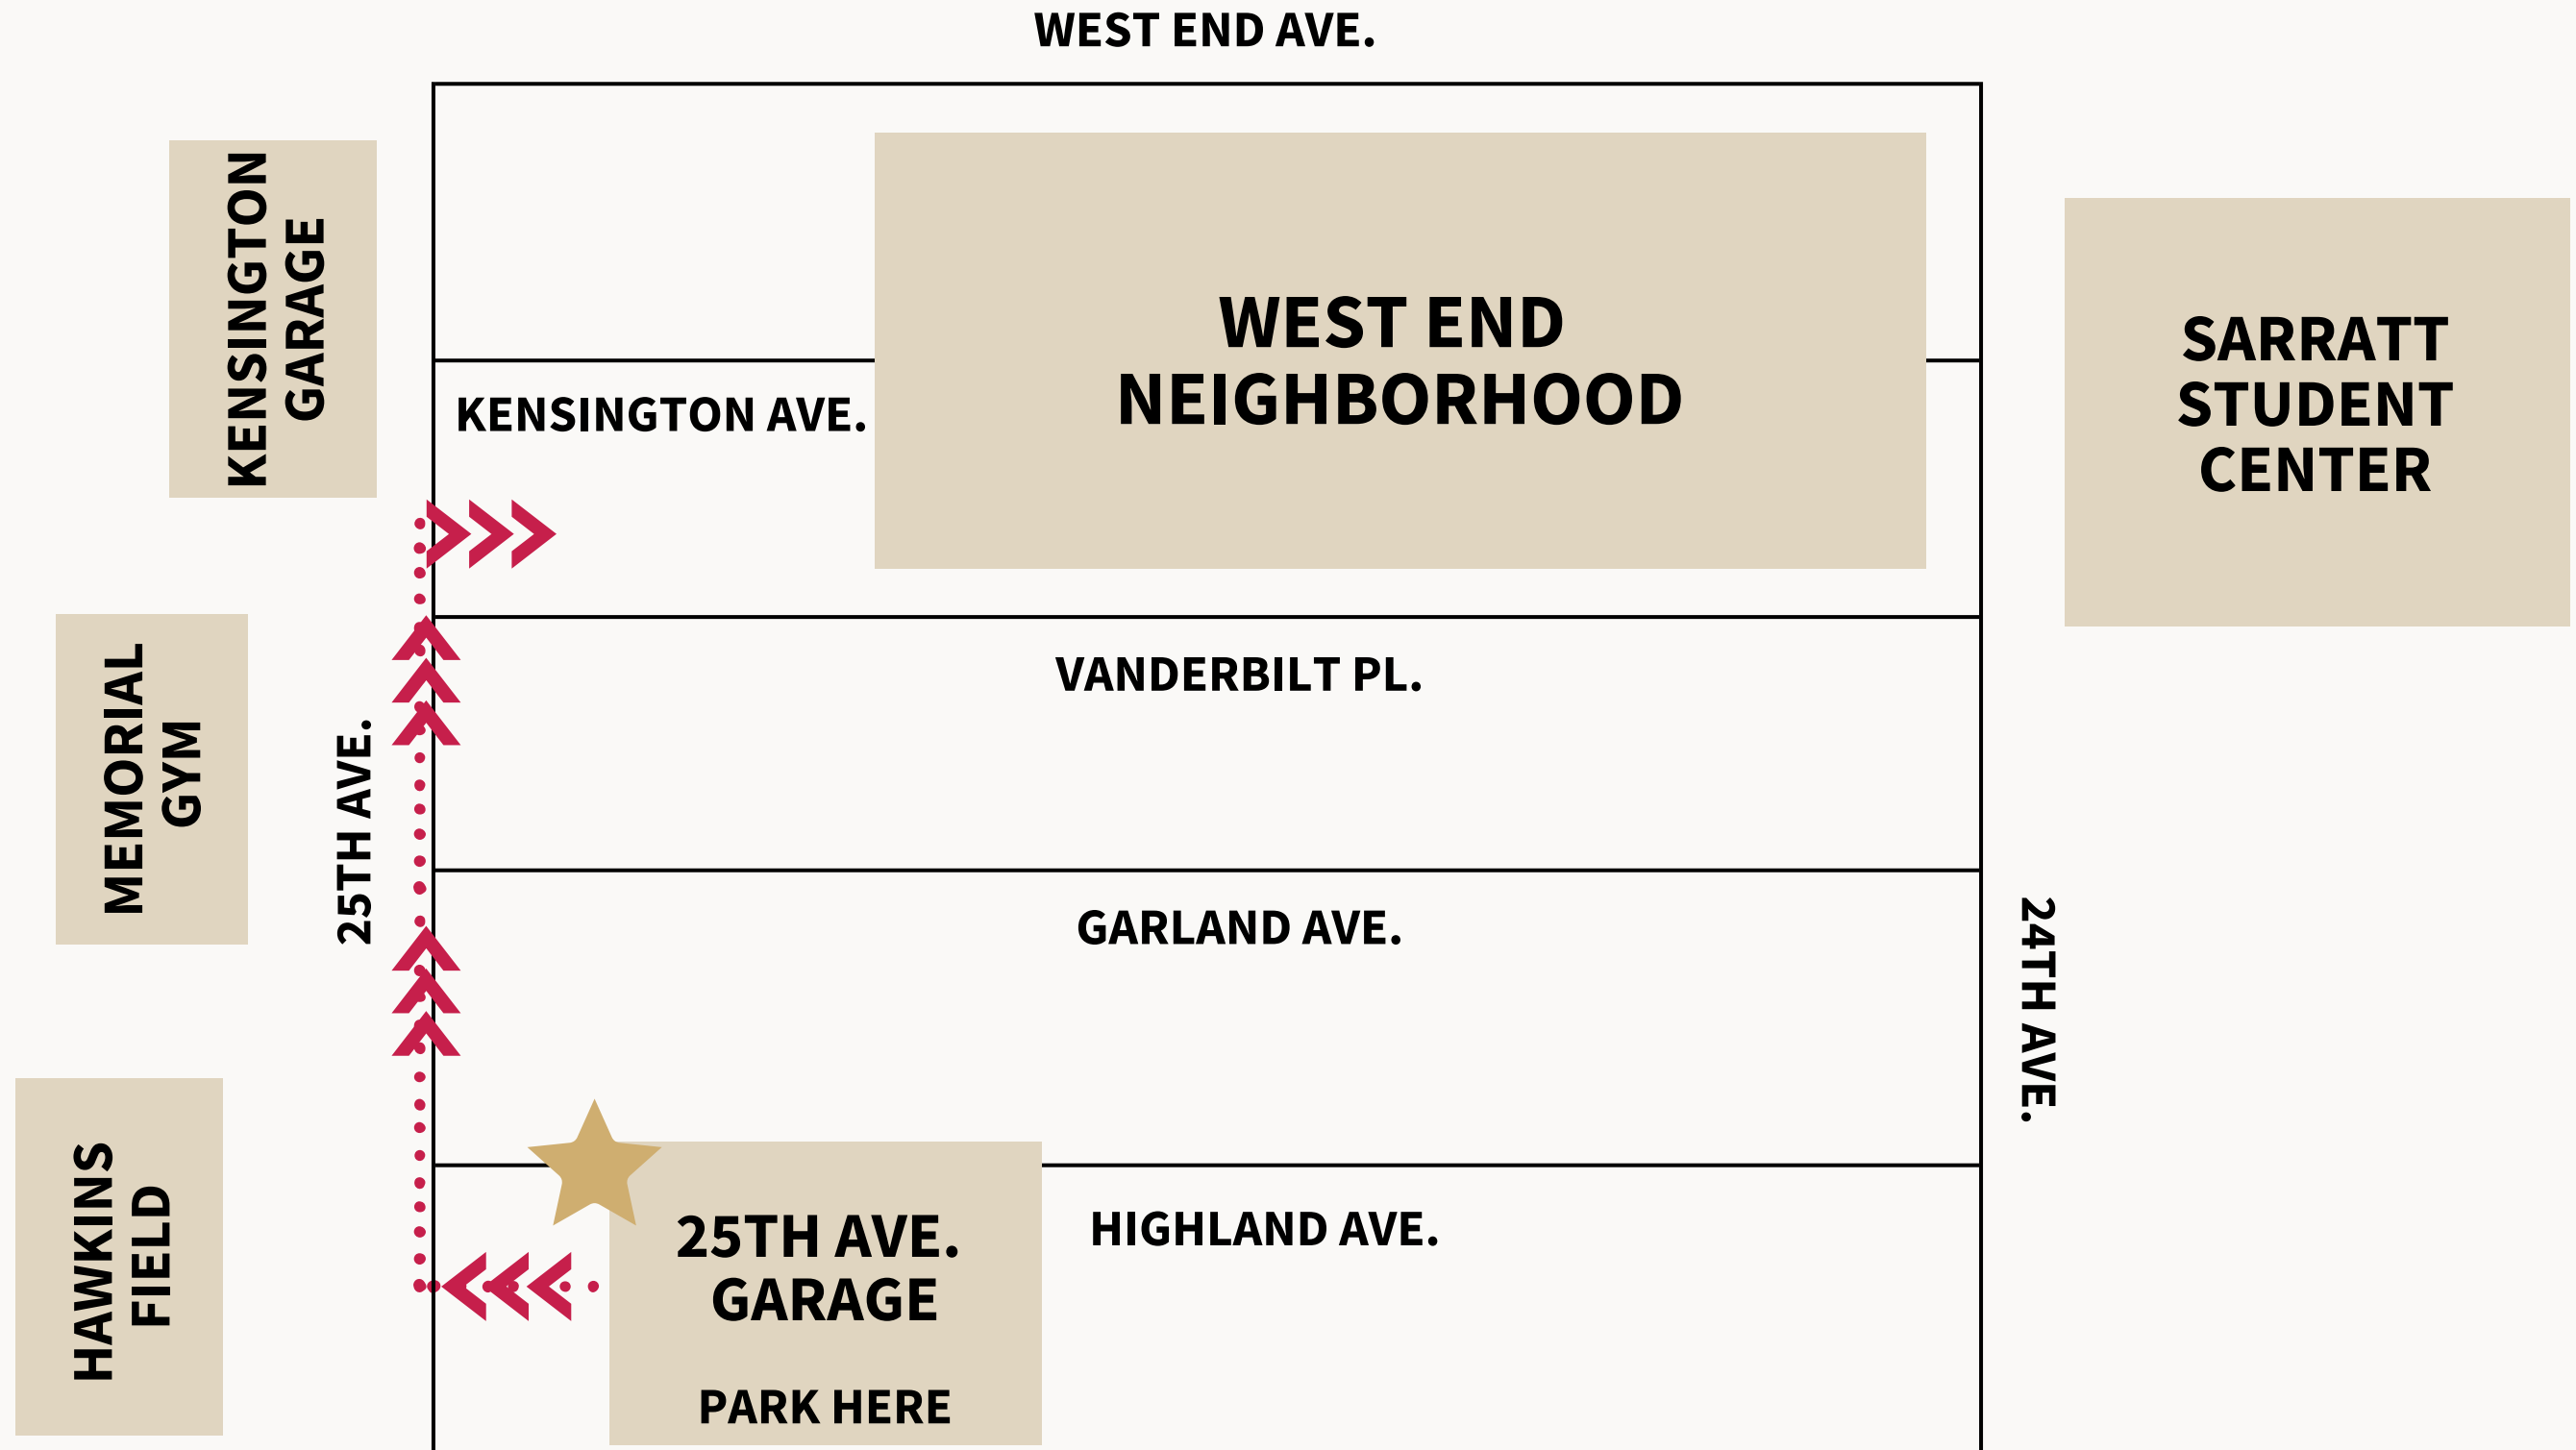 WEST END AVE.
KENSINGTON
GARAGE
WEST END
NEIGHBORHOOD
SARRATT
STUDENT
CENTER
KENSINGTON AVE.
MEMORIAL
GYM
25TH AVE.
VANDERBILT PL.
GARLAND AVE.
24TH AVE.
HAWKINS
FIELD
25TH AVE.
GARAGE
PARK HERE
HIGHLAND AVE.